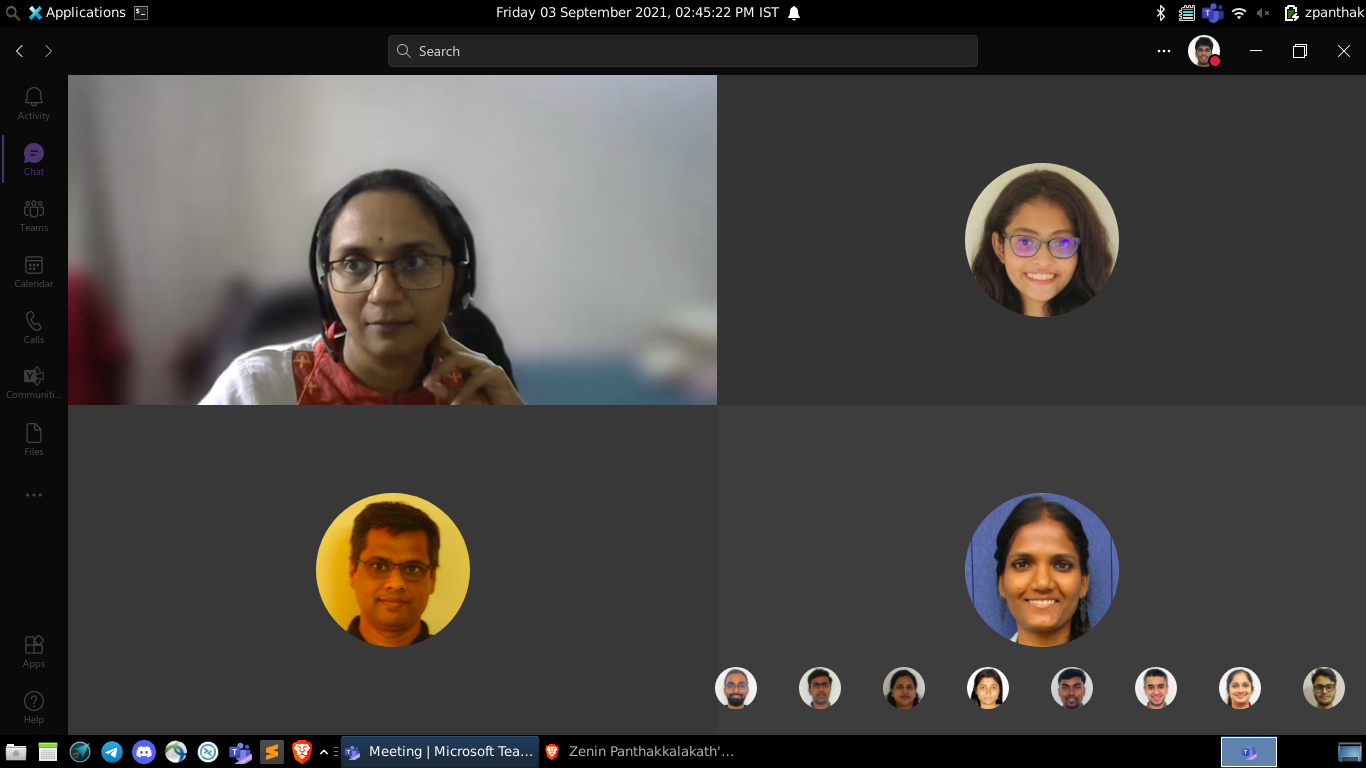 Applications
Friday 03 September 2021, 02:45:22 PM IST
zpanthak
Search
Activity
Chat
Teams
Calendar
Calls
Communiti...
Files
Apps
Help
Meeting | Microsoft Tea...
Zenin Panthakkalakath'...